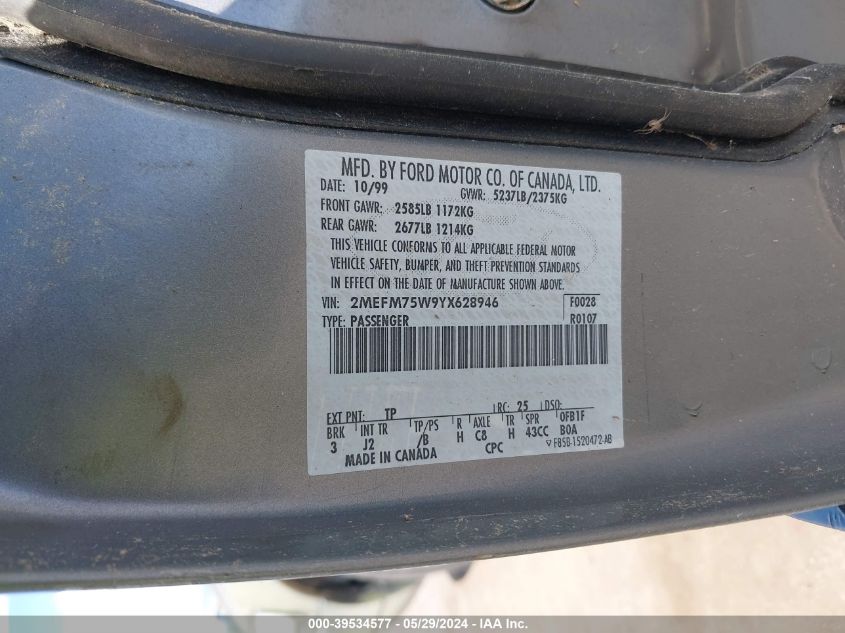 MFD. BY FORD MOTOR CO. OF CANADA, LTD.
DATE: 10/99 GVWR: 5237LB/2375KG
FRONT GAWR: 2585LB 1172KG
REAR GAWR: 2677LB 1214KG
THIS VEHICLE CONFORMS TO ALL APPLICABLE FEDERAL MOTOR
VEHICLE SAFETY, BUMPER, AND THEFT PREVENTION STANDARDS
IN EFFECT ON THE DATE OF MANUFACTURE SHOWN ABOVE.
VIN: 2MEFM75W9YX628946 F0028
TYPE: PASSENGER R0107
EXT PNT: TP RC: 25 DSO:
BRK INT TR TP/PS R AXLE TR SPR 0FB1F
3 J2 /B H C8 H 43CC B0A
MADE IN CANADA CPC F85B-1520472-AB
000-39534577 - 05/29/2024 - IAA Inc.